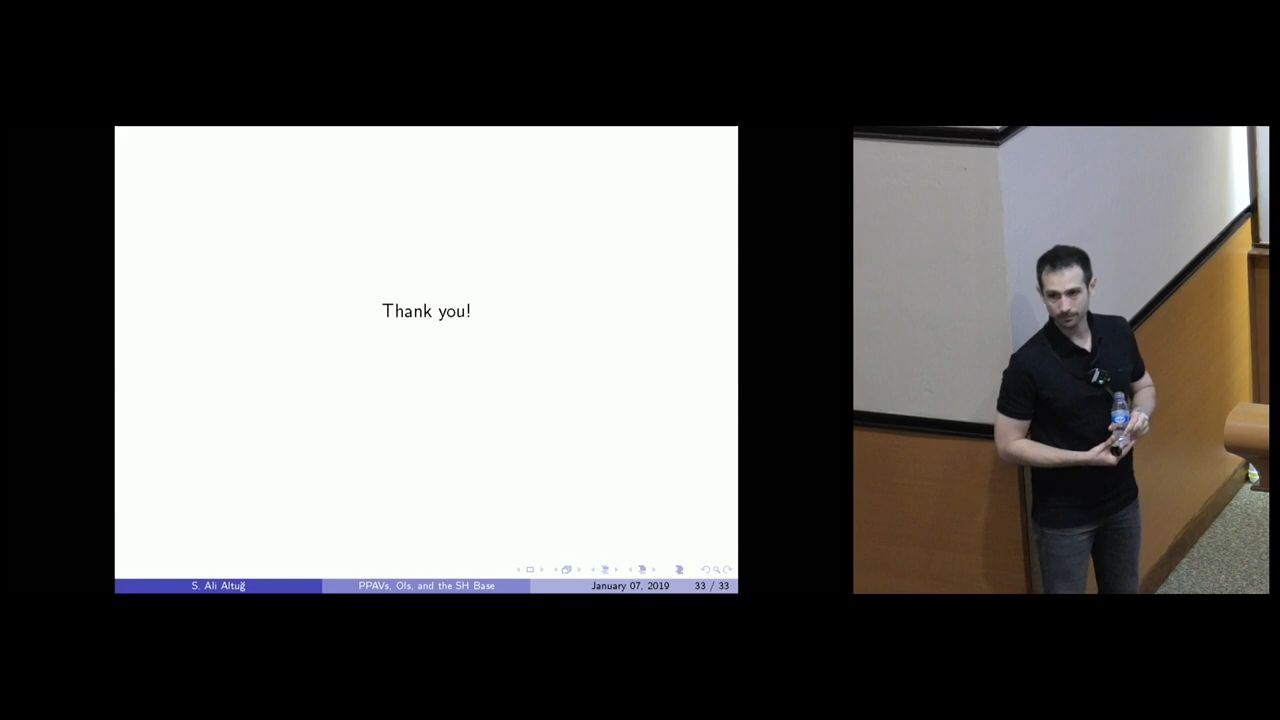 Thank you!
S. Ali Altuğ
PPAVs, OIs, and the SH Base
January 07, 2019
33 / 33